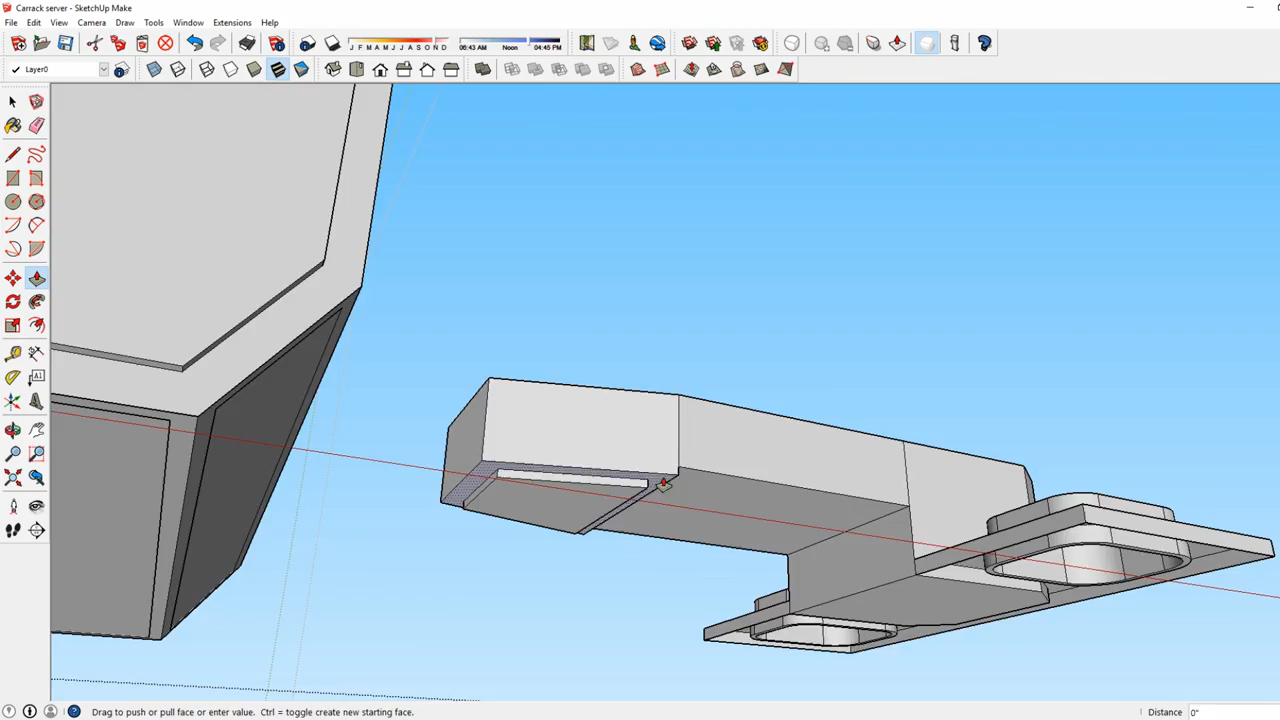 Carrack server - SketchUp Make
File Edit View Camera Draw Tools Window Extensions Help
J F M A M J J A S O N D 06:43 AM Noon 04:45 PM
Layer0
A1
Drag to push or pull face or enter value. Ctrl = toggle create new starting face. Distance 0"